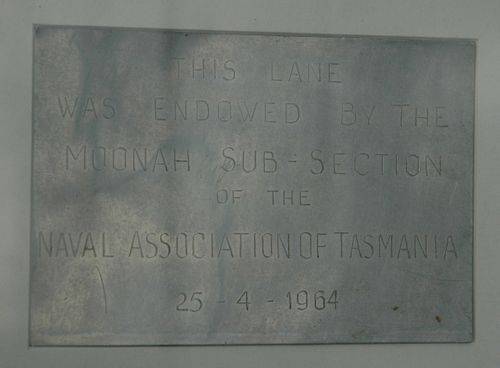 THIS LANE
WAS ENDOWED BY THE
MOONAH SUB-SECTION
OF THE
NAVAL ASSOCIATION OF TASMANIA
25-4-1964